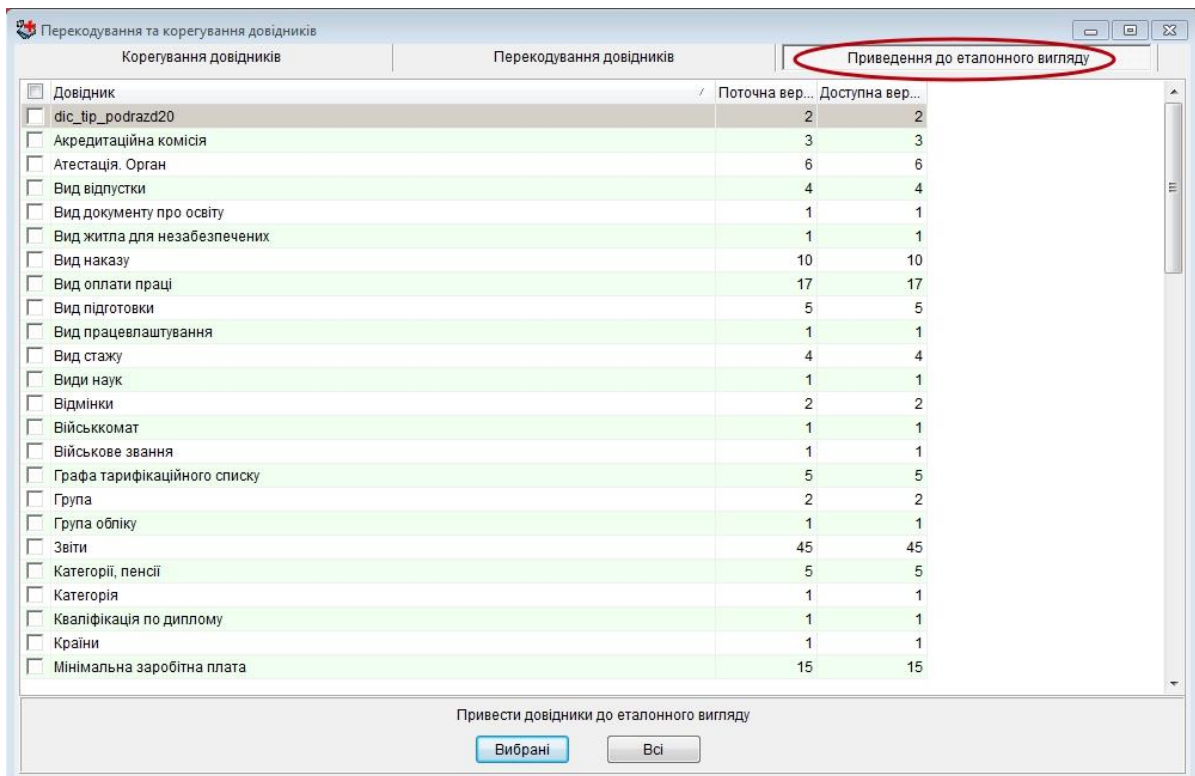 Перекодування та корегування довідників
Корегування довідників Перекодування довідників Приведення до еталонного вигляду
Довідник Поточна вер... Доступна вер...
dic_tip_podrazd20 2 2
Акредитаційна комісія 3 3
Атестація. Орган 6 6
Вид відпустки 4 4
Вид документу про освіту 1 1
Вид житла для незабезпечених 1 1
Вид наказу 10 10
Вид оплати праці 17 17
Вид підготовки 5 5
Вид працевлаштування 1 1
Вид стажу 4 4
Види наук 1 1
Відмінки 2 2
Військкомат 1 1
Військове звання 1 1
Графа тарифікаційного списку 5 5
Група 2 2
Група обліку 1 1
Звіти 45 45
Категорії, пенсії 5 5
Категорія 1 1
Кваліфікація по диплому 1 1
Країни 1 1
Мінімальна заробітна плата 15 15
Привести довідники до еталонного вигляду
Вибрані Всі